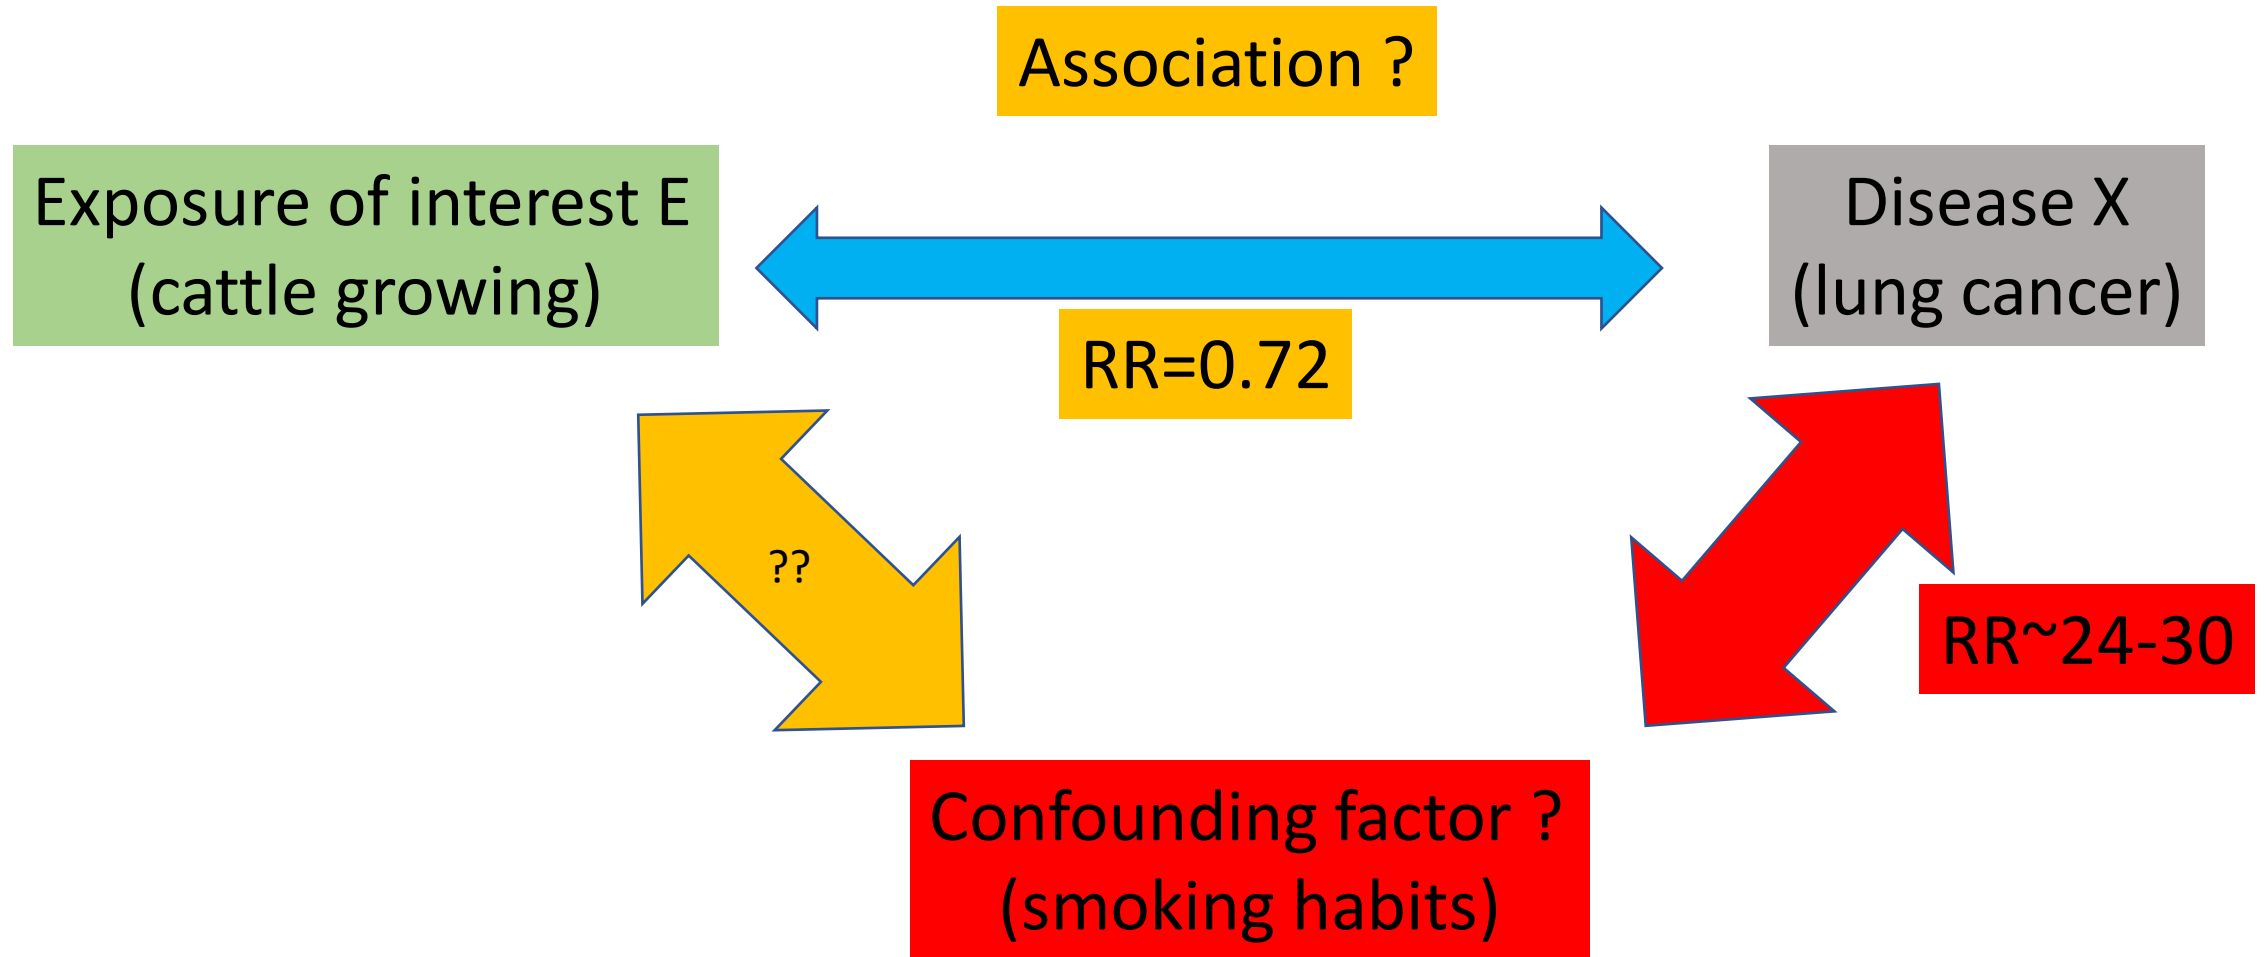 Association ?
Exposure of interest E
(cattle growing)
Disease X
(lung cancer)
RR=0.72
??
RR~24-30
Confounding factor ?
(smoking habits)